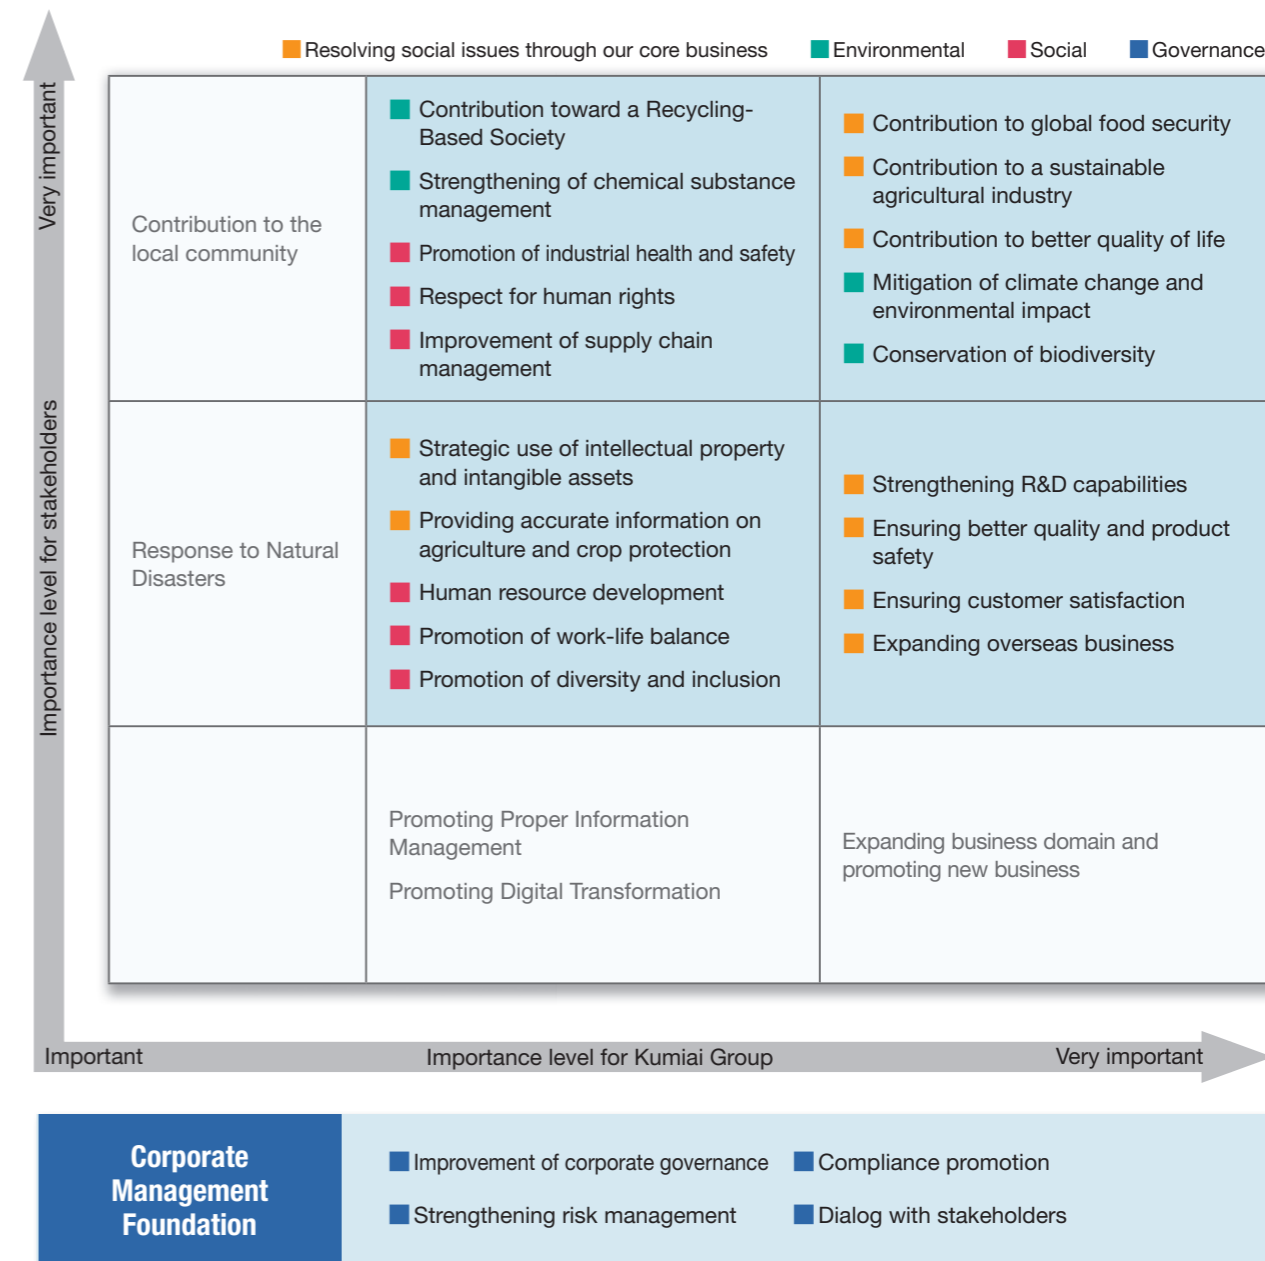 Resolving social issues through our core business
Environmental
Social
Governance
Very important
Importance level for stakeholders
Contribution to the
local community
Contribution toward a Recycling-
Based Society
Strengthening of chemical substance
management
Promotion of industrial health and safety
Respect for human rights
Improvement of supply chain
management
Contribution to global food security
Contribution to a sustainable
agricultural industry
Contribution to better quality of life
Mitigation of climate change and
environmental impact
Conservation of biodiversity
Response to Natural
Disasters
Strategic use of intellectual property
and intangible assets
Providing accurate information on
agriculture and crop protection
Human resource development
Promotion of work-life balance
Promotion of diversity and inclusion
Strengthening R&D capabilities
Ensuring better quality and product
safety
Ensuring customer satisfaction
Expanding overseas business
Promoting Proper Information
Management
Promoting Digital Transformation
Expanding business domain and
promoting new business
Important
Importance level for Kumiai Group
Very important
Corporate
Management
Foundation
Improvement of corporate governance
Compliance promotion
Strengthening risk management
Dialog with stakeholders